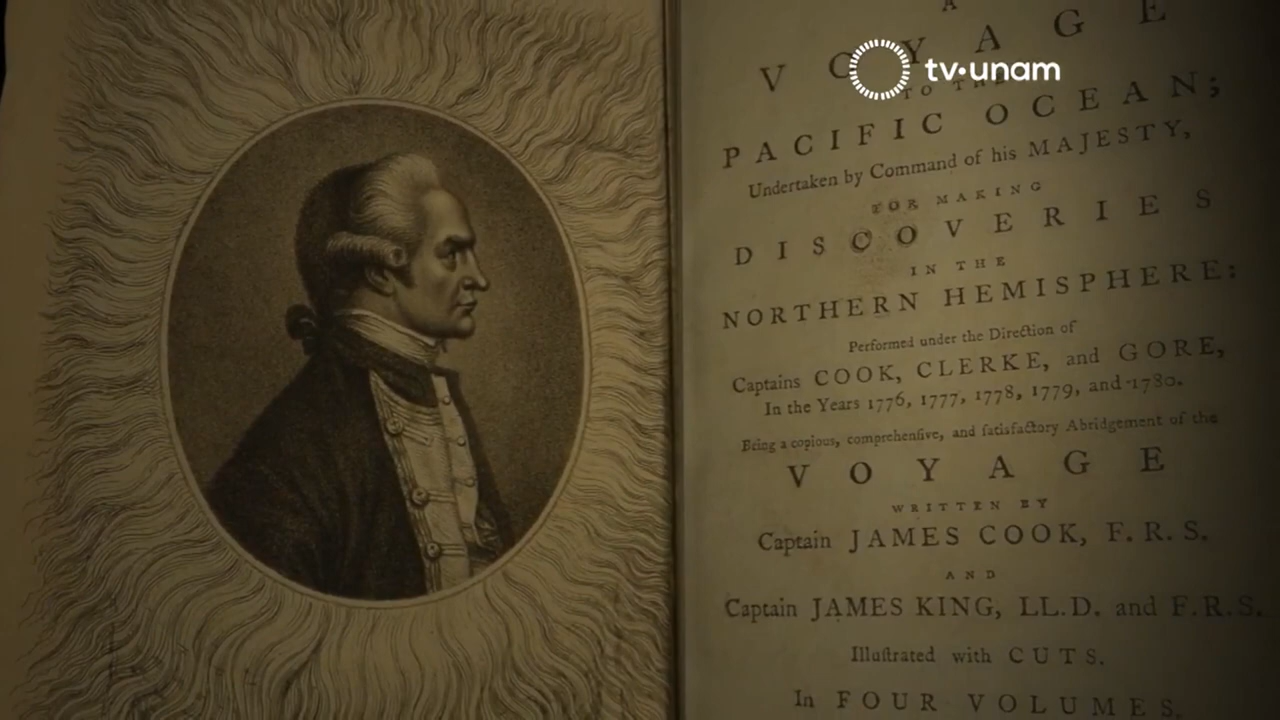 A
VOYAGE
TO THE
PACIFIC OCEAN;
Undertaken by Command of his MAJESTY,
FOR MAKING
DISCOVERIES
IN THE
NORTHERN HEMISPHERE:
Performed under the Direction of
Captains COOK, CLERKE, and GORE,
In the Years 1776, 1777, 1778, 1779, and 1780.
Being a copious, comprehenſive, and ſatisfactory Abridgement of the
VOYAGE
WRITTEN BY
Captain JAMES COOK, F.R.S.
AND
Captain JAMES KING, LL.D. and F.R.S.
Illuſtrated with CUTS.
In FOUR VOLUMES.
tv·unam